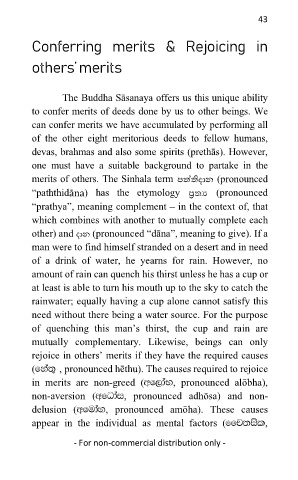 43
Conferring merits & Rejoicing in
others' merits
The Buddha Sāsanaya offers us this unique ability
to confer merits of deeds done by us to other beings. We
can confer merits we have accumulated by performing all
of the other eight meritorious deeds to fellow humans,
devas, brahmas and also some spirits (prethās). However,
one must have a suitable background to partake in the
merits of others. The Sinhala term පත්තිදාන (pronounced
“paththidāna) has the etymology ප්‍රත්‍ය (pronounced
“prathya”, meaning complement – in the context of, that
which combines with another to mutually complete each
other) and දාන (pronounced “dāna”, meaning to give). If a
man were to find himself stranded on a desert and in need
of a drink of water, he yearns for rain. However, no
amount of rain can quench his thirst unless he has a cup or
at least is able to turn his mouth up to the sky to catch the
rainwater; equally having a cup alone cannot satisfy this
need without there being a water source. For the purpose
of quenching this man’s thirst, the cup and rain are
mutually complementary. Likewise, beings can only
rejoice in others’ merits if they have the required causes
(හේතු , pronounced hēthu). The causes required to rejoice
in merits are non-greed (අලෝභ, pronounced alōbha),
non-aversion (අධෝස, pronounced adhōsa) and non-
delusion (අමෝහ, pronounced amōha). These causes
appear in the individual as mental factors (චෛතසික,
- For non-commercial distribution only -